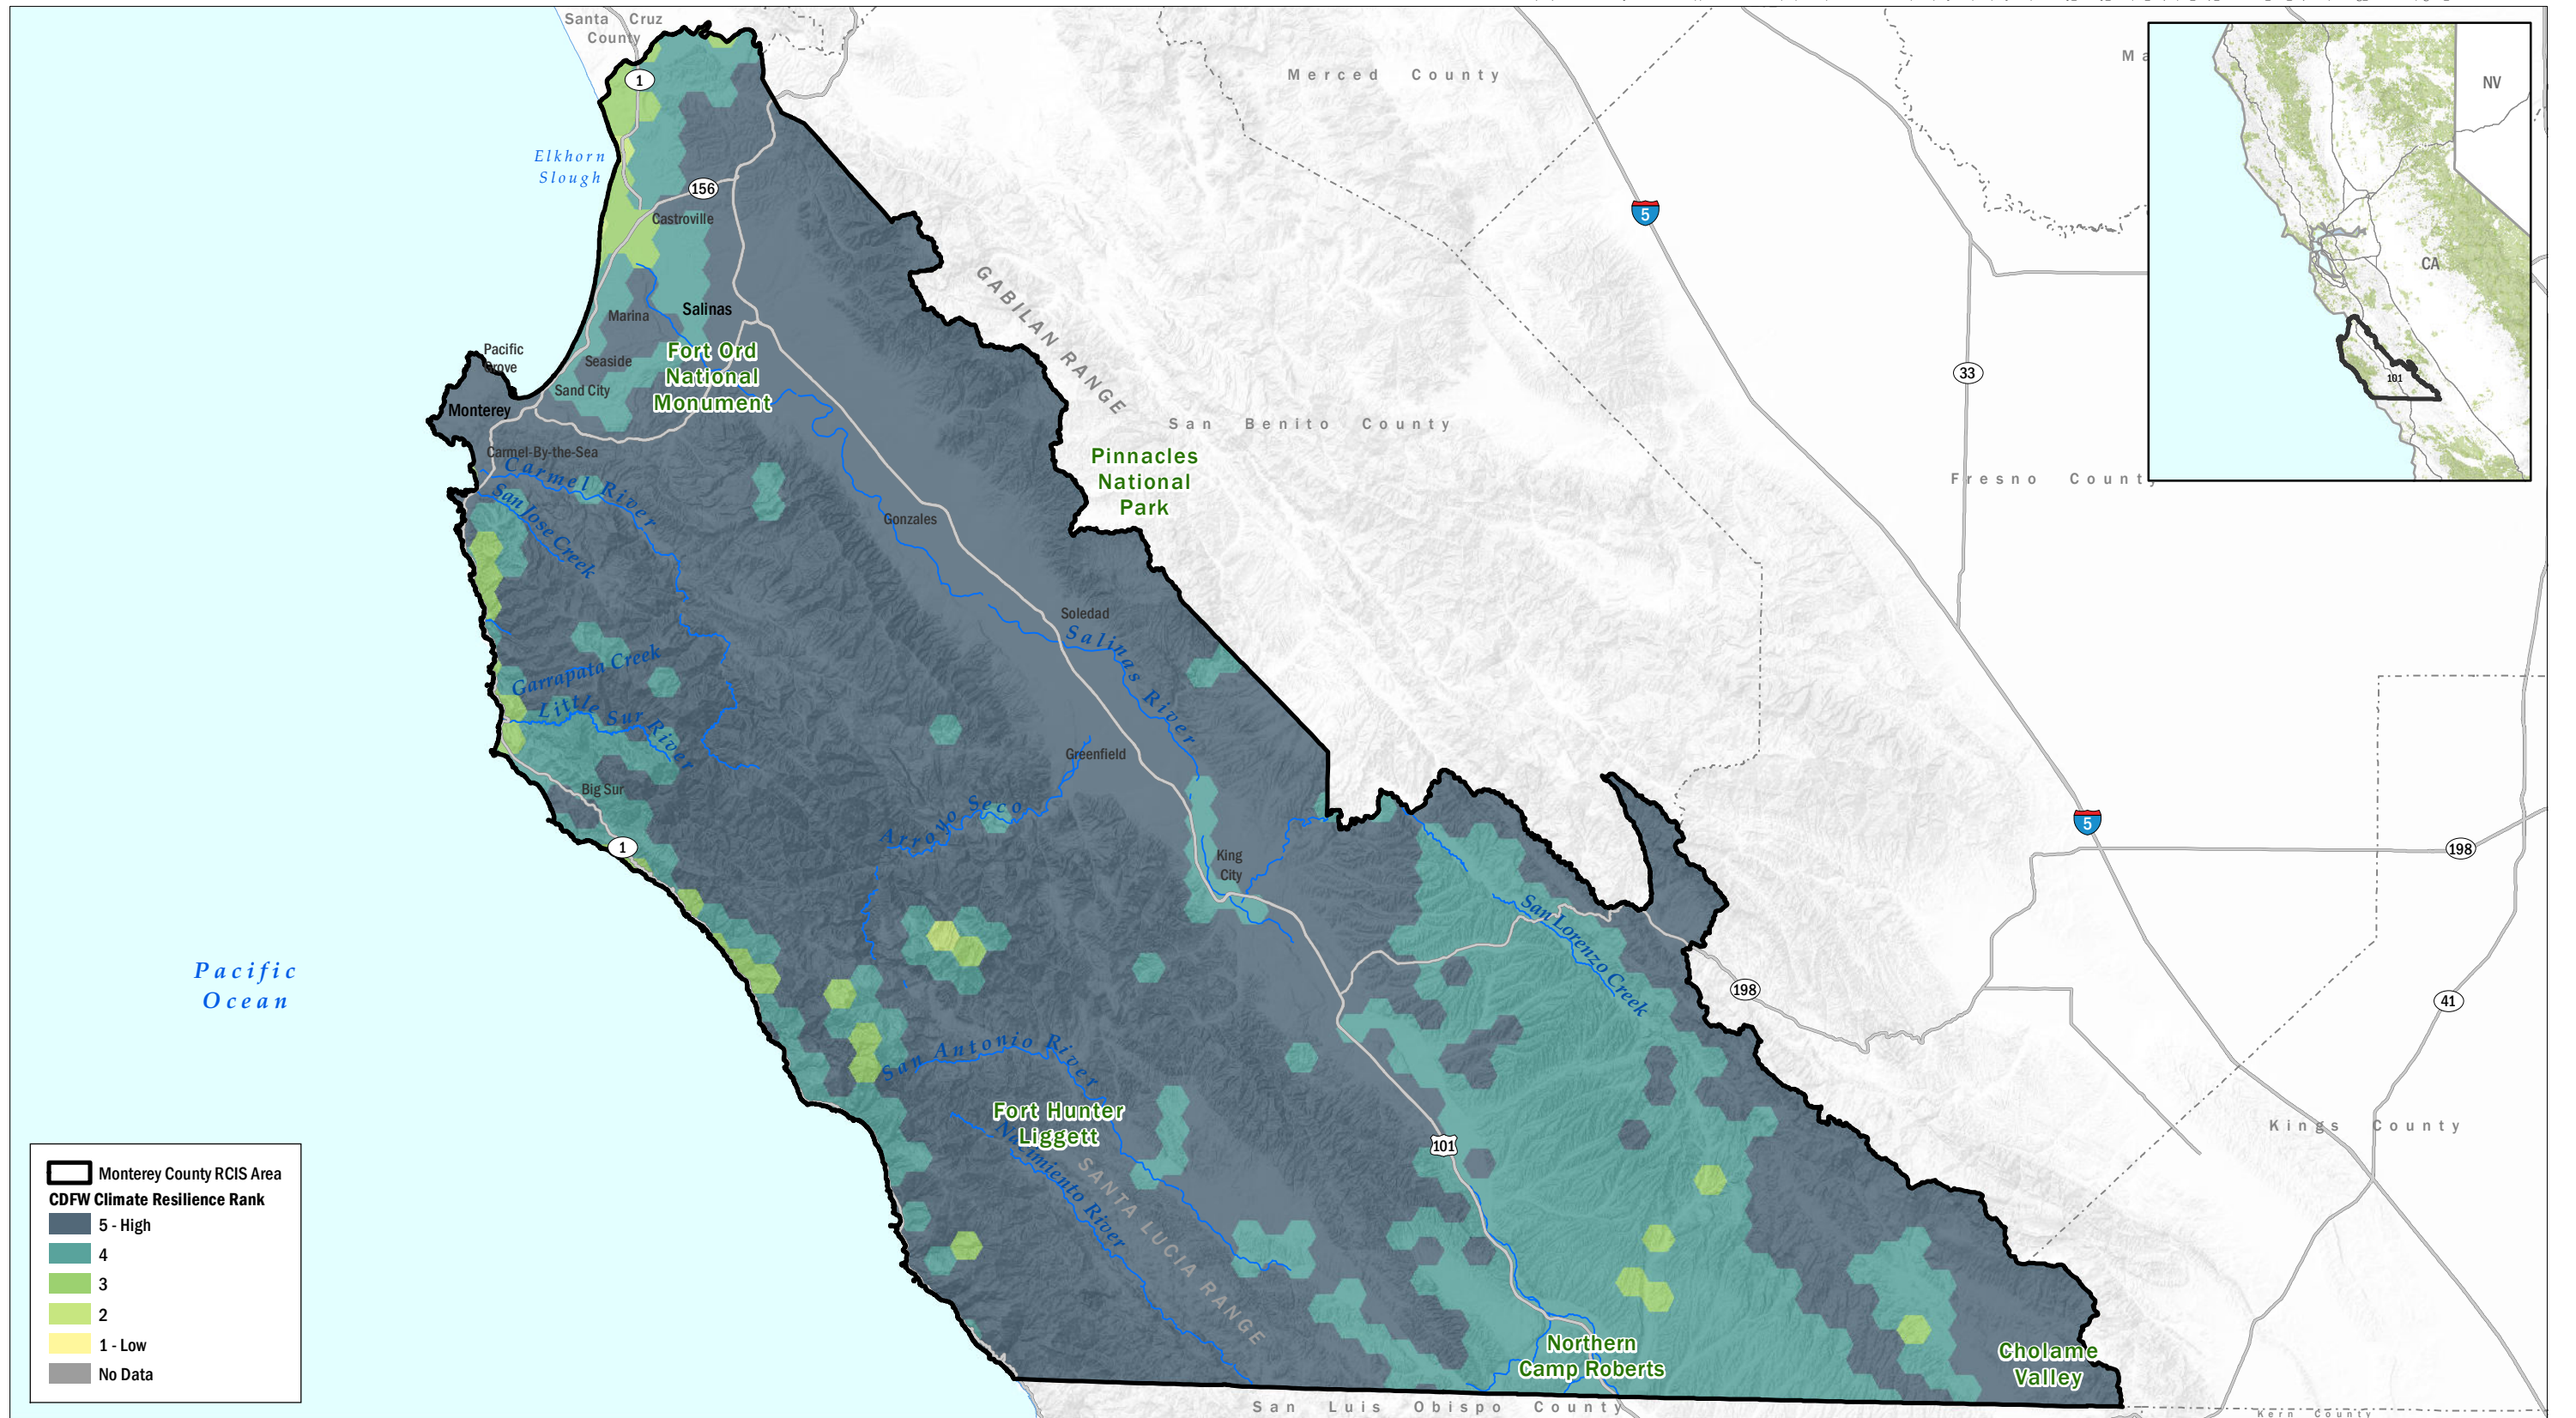 Santa Cruz
County
1
Merced County
Ma
NV
CA
101
Elkhorn
Slough
156
Castroville
5
Marina
Salinas
GABILAN RANGE
Pacific
Grove
Seaside
Fort Ord
National
Monument
Sand City
33
Monterey
San Benito County
Carmel-By-the-Sea
Pinnacles
National
Park
Carmel River
San Jose Creek
Fresno County
Gonzales
Soledad
Salinas River
Garrapata Creek
Little Sur River
Greenfield
Big Sur
Arroyo Seco
1
King
City
5
198
San Lorenzo Creek
Pacific
Ocean
198
41
San Antonio River
Fort Hunter
Liggett
Nacimiento River
SANTA LUCIA RANGE
101
Kings County
Northern
Camp Roberts
Cholame
Valley
San Luis Obispo County
Kern County
Monterey County RCIS Area
CDFW Climate Resilience Rank
5 - High
4
3
2
1 - Low
No Data